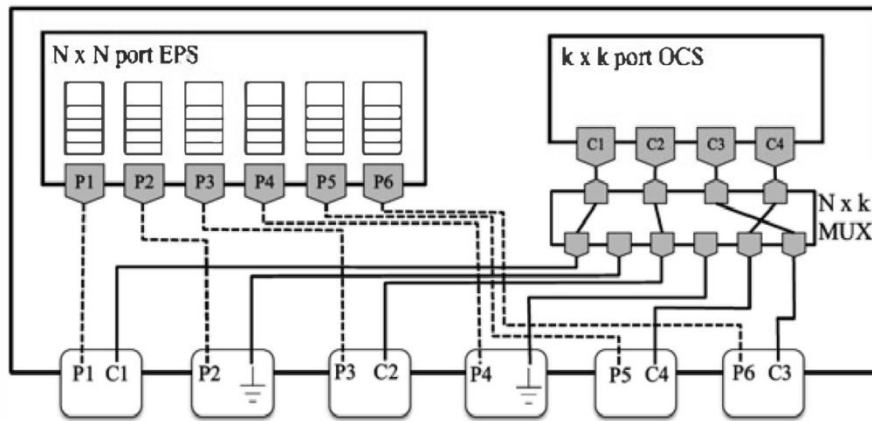 N x N port EPS
k x k port OCS
C1 C2 C3 C4
P1 P2 P3 P4 P5 P6
N x k
MUX
P1 C1 P2 P3 C2 P4 P5 C4 P6 C3